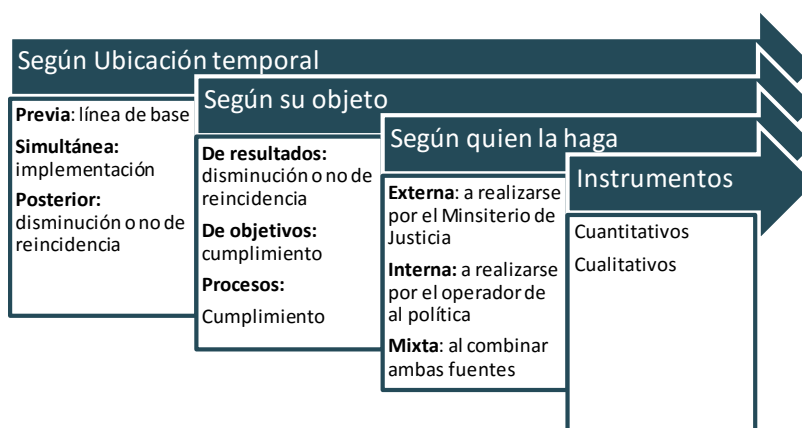 Según Ubicación temporal
Previa: línea de base
Simultánea:
implementación
Posterior:
disminución o no de
reincidencia
Según su objeto
De resultados:
disminución o no de
reincidencia
De objetivos:
cumplimiento
Procesos:
Cumplimiento
Según quien la haga
Externa: a realizarse
por el Minsiterio de
Justicia
Interna: a realizarse
por el operador de
al política
Mixta: al combinar
ambas fuentes
Instrumentos
Cuantitativos
Cualitativos